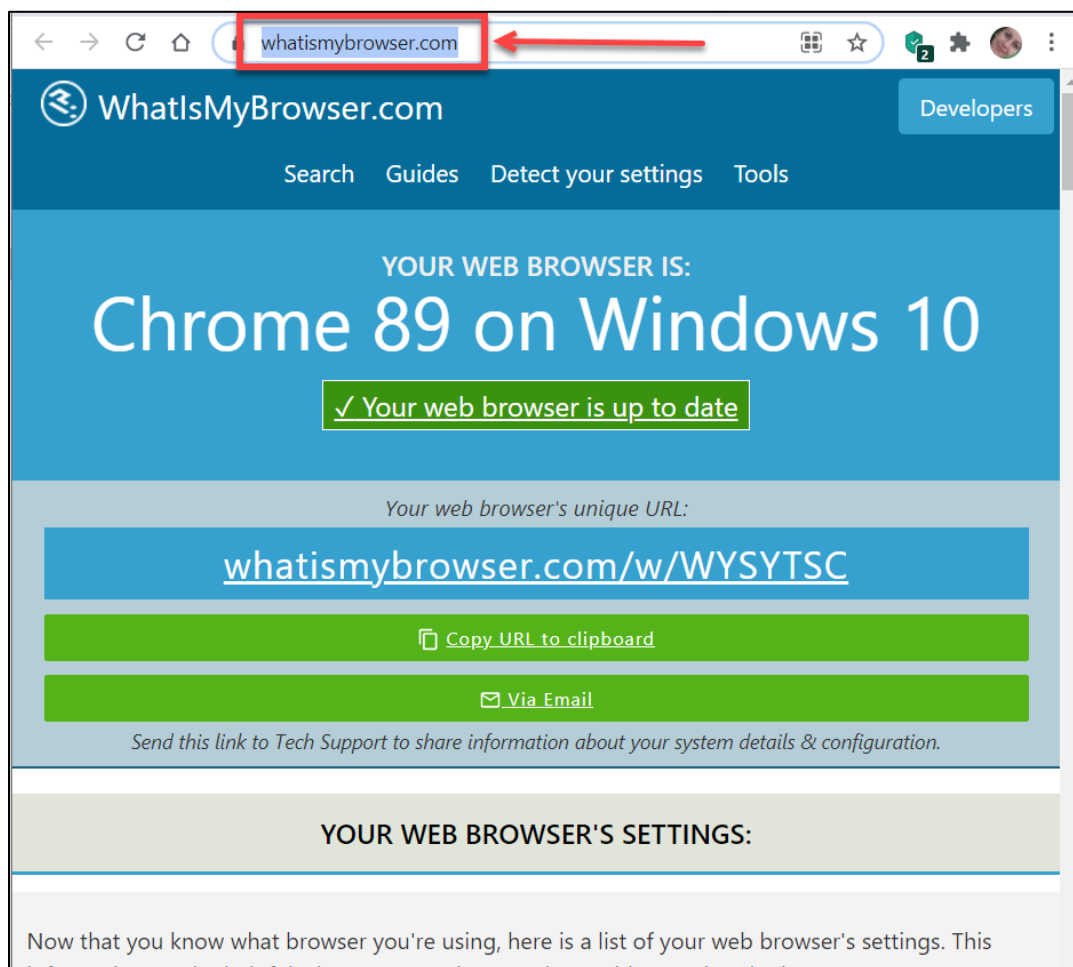 whatismybrowser.com
2
WhatIsMyBrowser.com
Developers
Search Guides Detect your settings Tools
YOUR WEB BROWSER IS:
Chrome 89 on Windows 10
✓ Your web browser is up to date
Your web browser's unique URL:
whatismybrowser.com/w/WYSYTSC
Copy URL to clipboard
Via Email
Send this link to Tech Support to share information about your system details & configuration.
YOUR WEB BROWSER'S SETTINGS:
Now that you know what browser you're using, here is a list of your web browser's settings. This